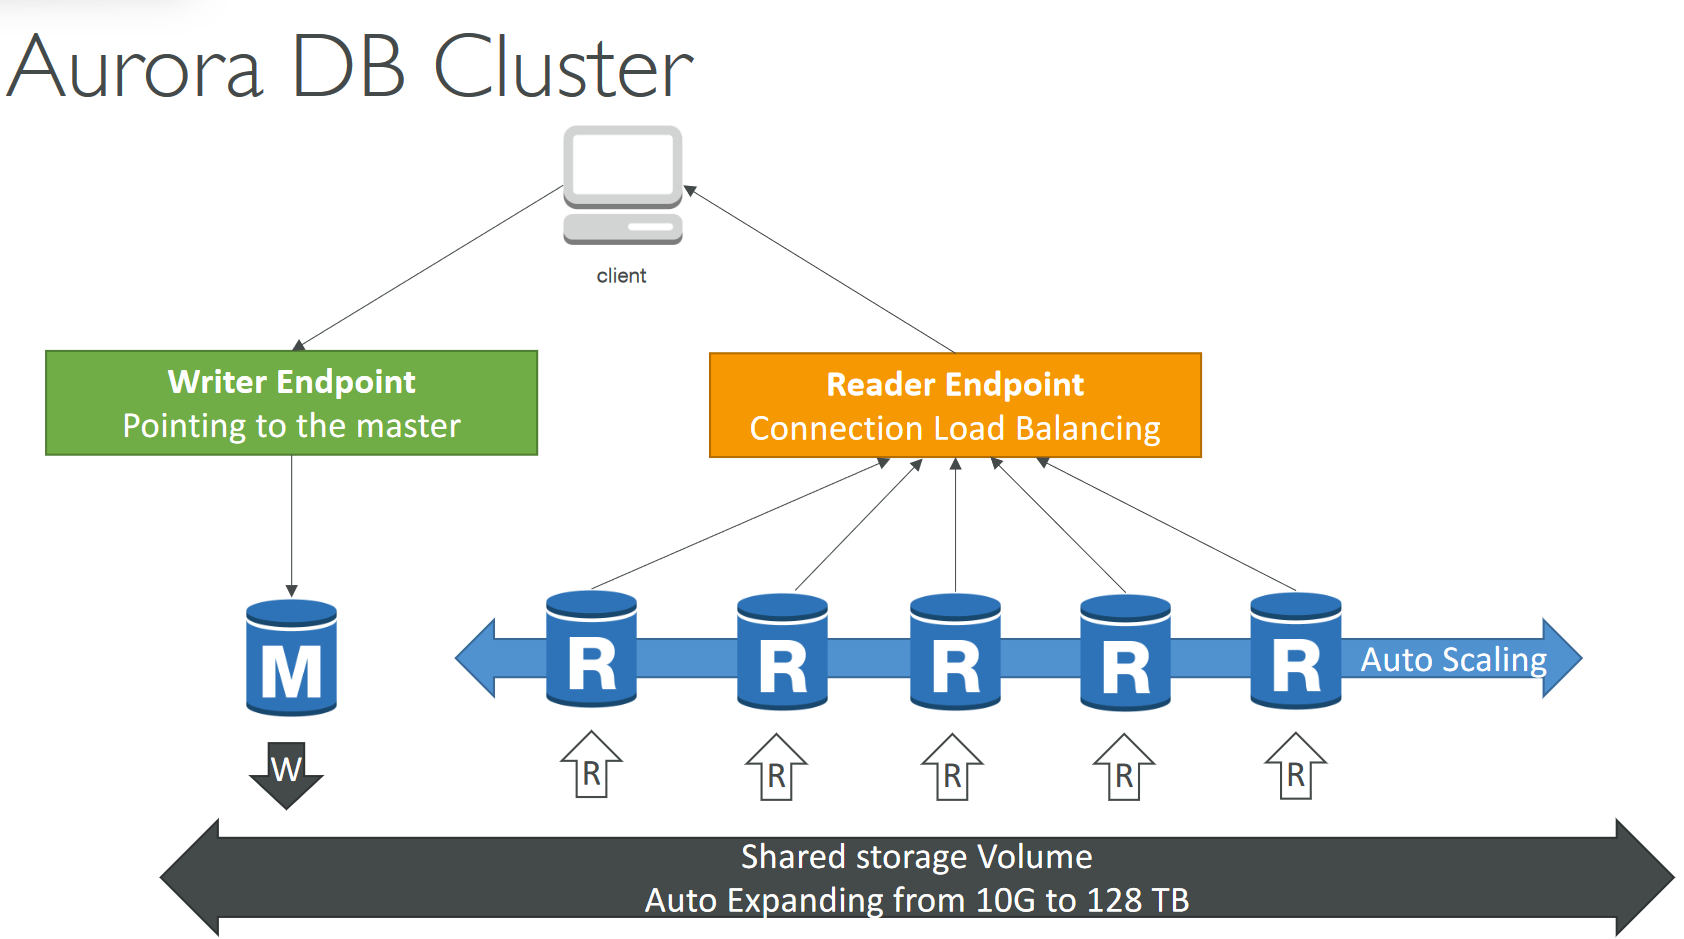 Aurora DB Cluster
client
Writer Endpoint
Pointing to the master
Reader Endpoint
Connection Load Balancing
M
R
R
R
R
R
Auto Scaling
W
R
R
R
R
R
Shared storage Volume
Auto Expanding from 10G to 128 TB